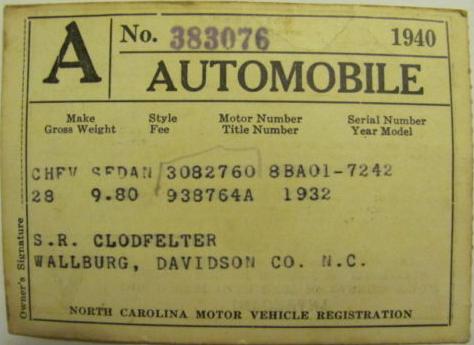 A
No. 383076 1940
AUTOMOBILE
Make Style Motor Number Serial Number
Gross Weight Fee Title Number Year Model
CHEV SEDAN 3082760 8BA01-7242
28 9.80 938764A 1932
S.R. CLODFELTER
WALLBURG, DAVIDSON CO. N.C.
Owner's Signature
NORTH CAROLINA MOTOR VEHICLE REGISTRATION